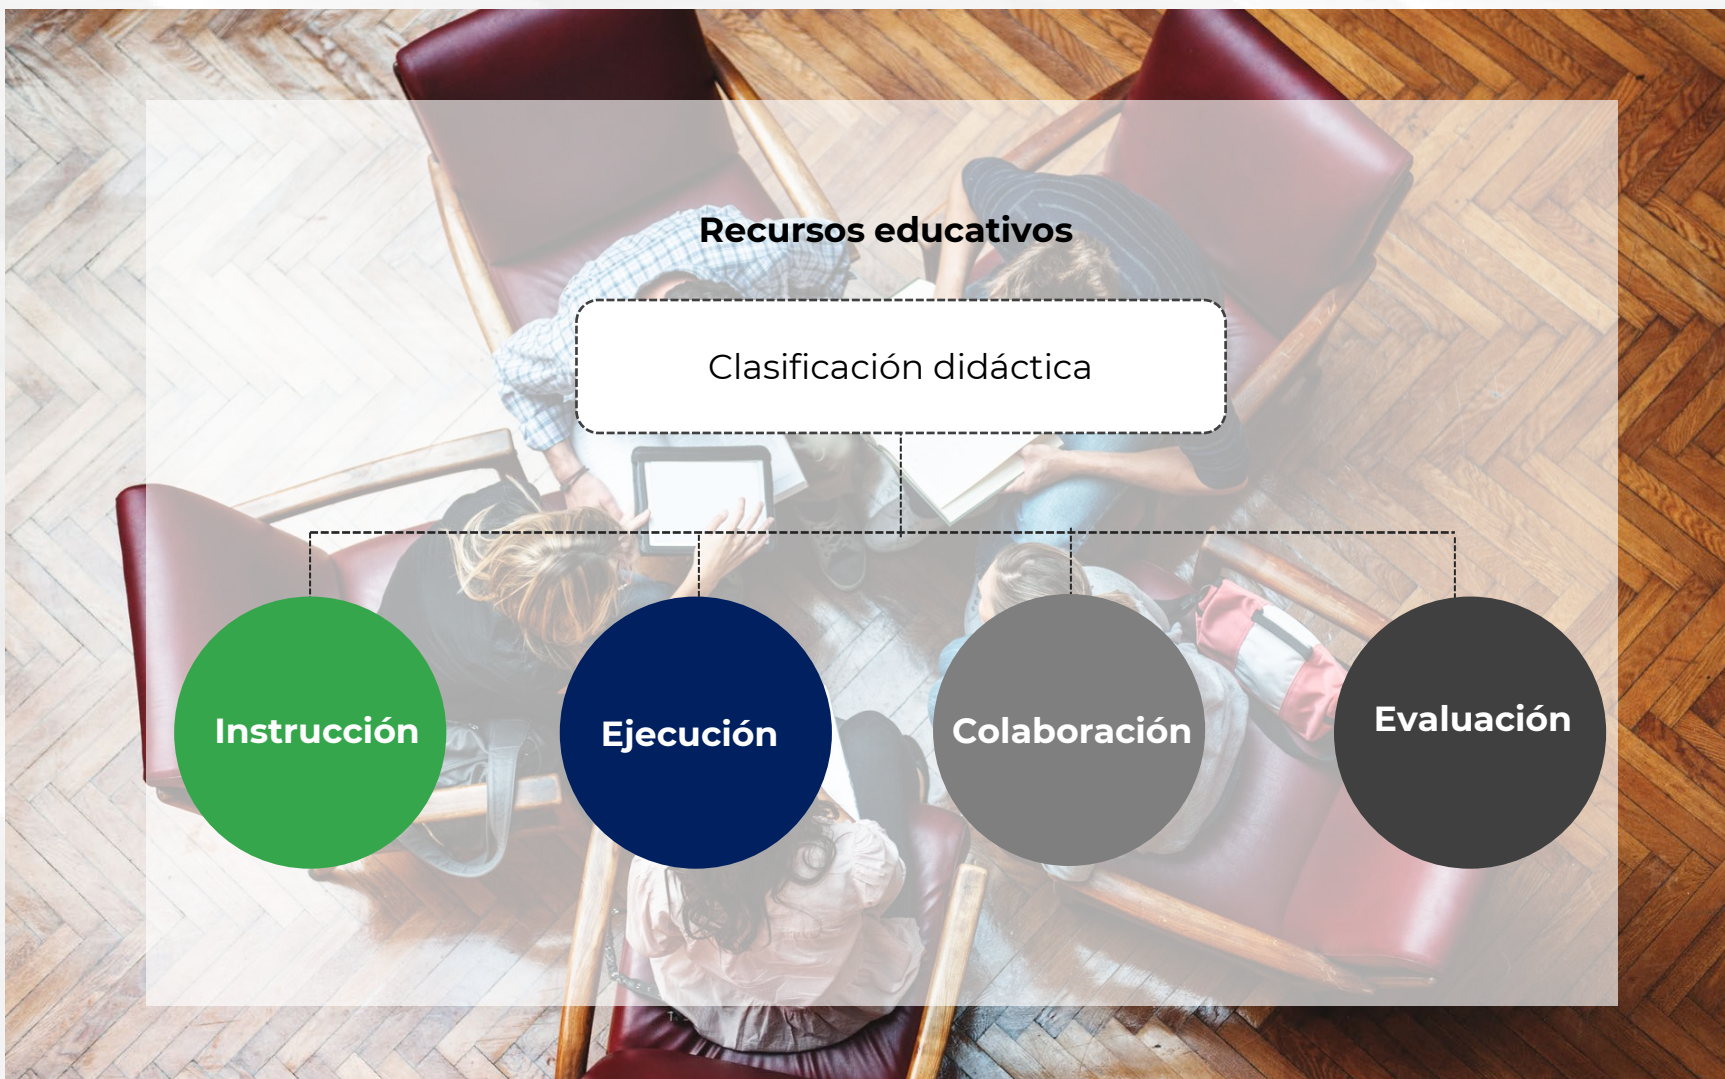 Recursos educativos
Clasificación didáctica
Instrucción
Ejecución
Colaboración
Evaluación